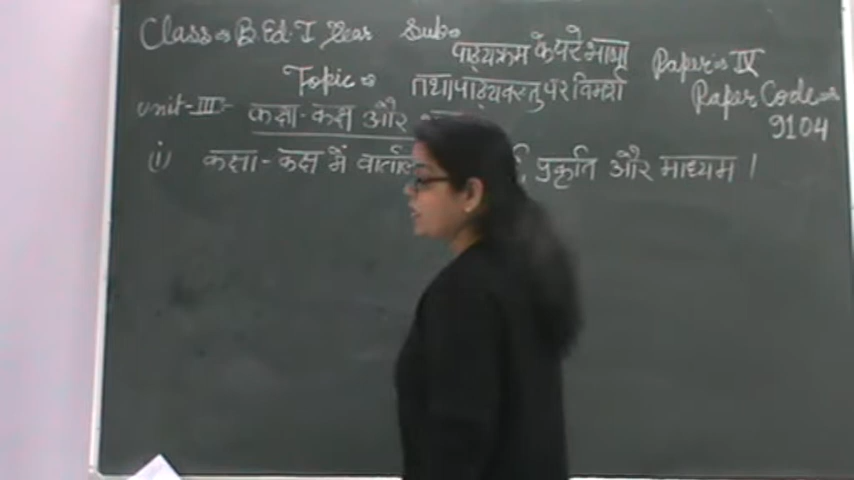 Class⇒ B.Ed. I Year Sub⇒ पाठ्यक्रम के परे भाषा Paper⇒ IV
Topic⇒ तथा पाठ्यवस्तु पर विमर्श Paper Code⇒ 9104
Unit-III:- कक्षा-कक्ष और
(i) कक्षा-कक्ष में प्रकृति और माध्यम ।